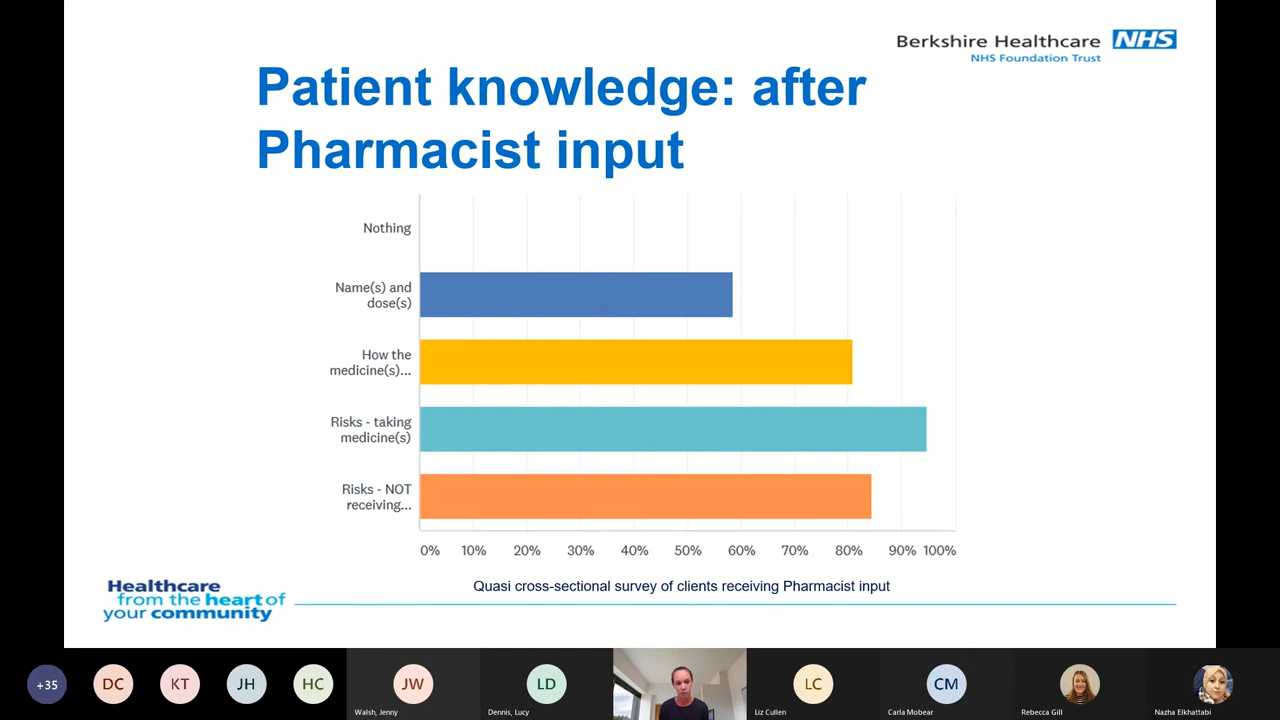 Berkshire Healthcare NHS
NHS Foundation Trust
Patient knowledge: after
Pharmacist input
Nothing
Name(s) and
dose(s)
How the
medicine(s)...
Risks - taking
medicine(s)
Risks - NOT
receiving...
0% 10% 20% 30% 40% 50% 60% 70% 80% 90% 100%
Quasi cross-sectional survey of clients receiving Pharmacist input
Healthcare
from the heart of
your community
+35 DC KT JH HC JW LD LC CM
Walsh, Jenny Dennis, Lucy Liz Cullen Carla Mobear Rebecca Gill Nazha Elkhattabi